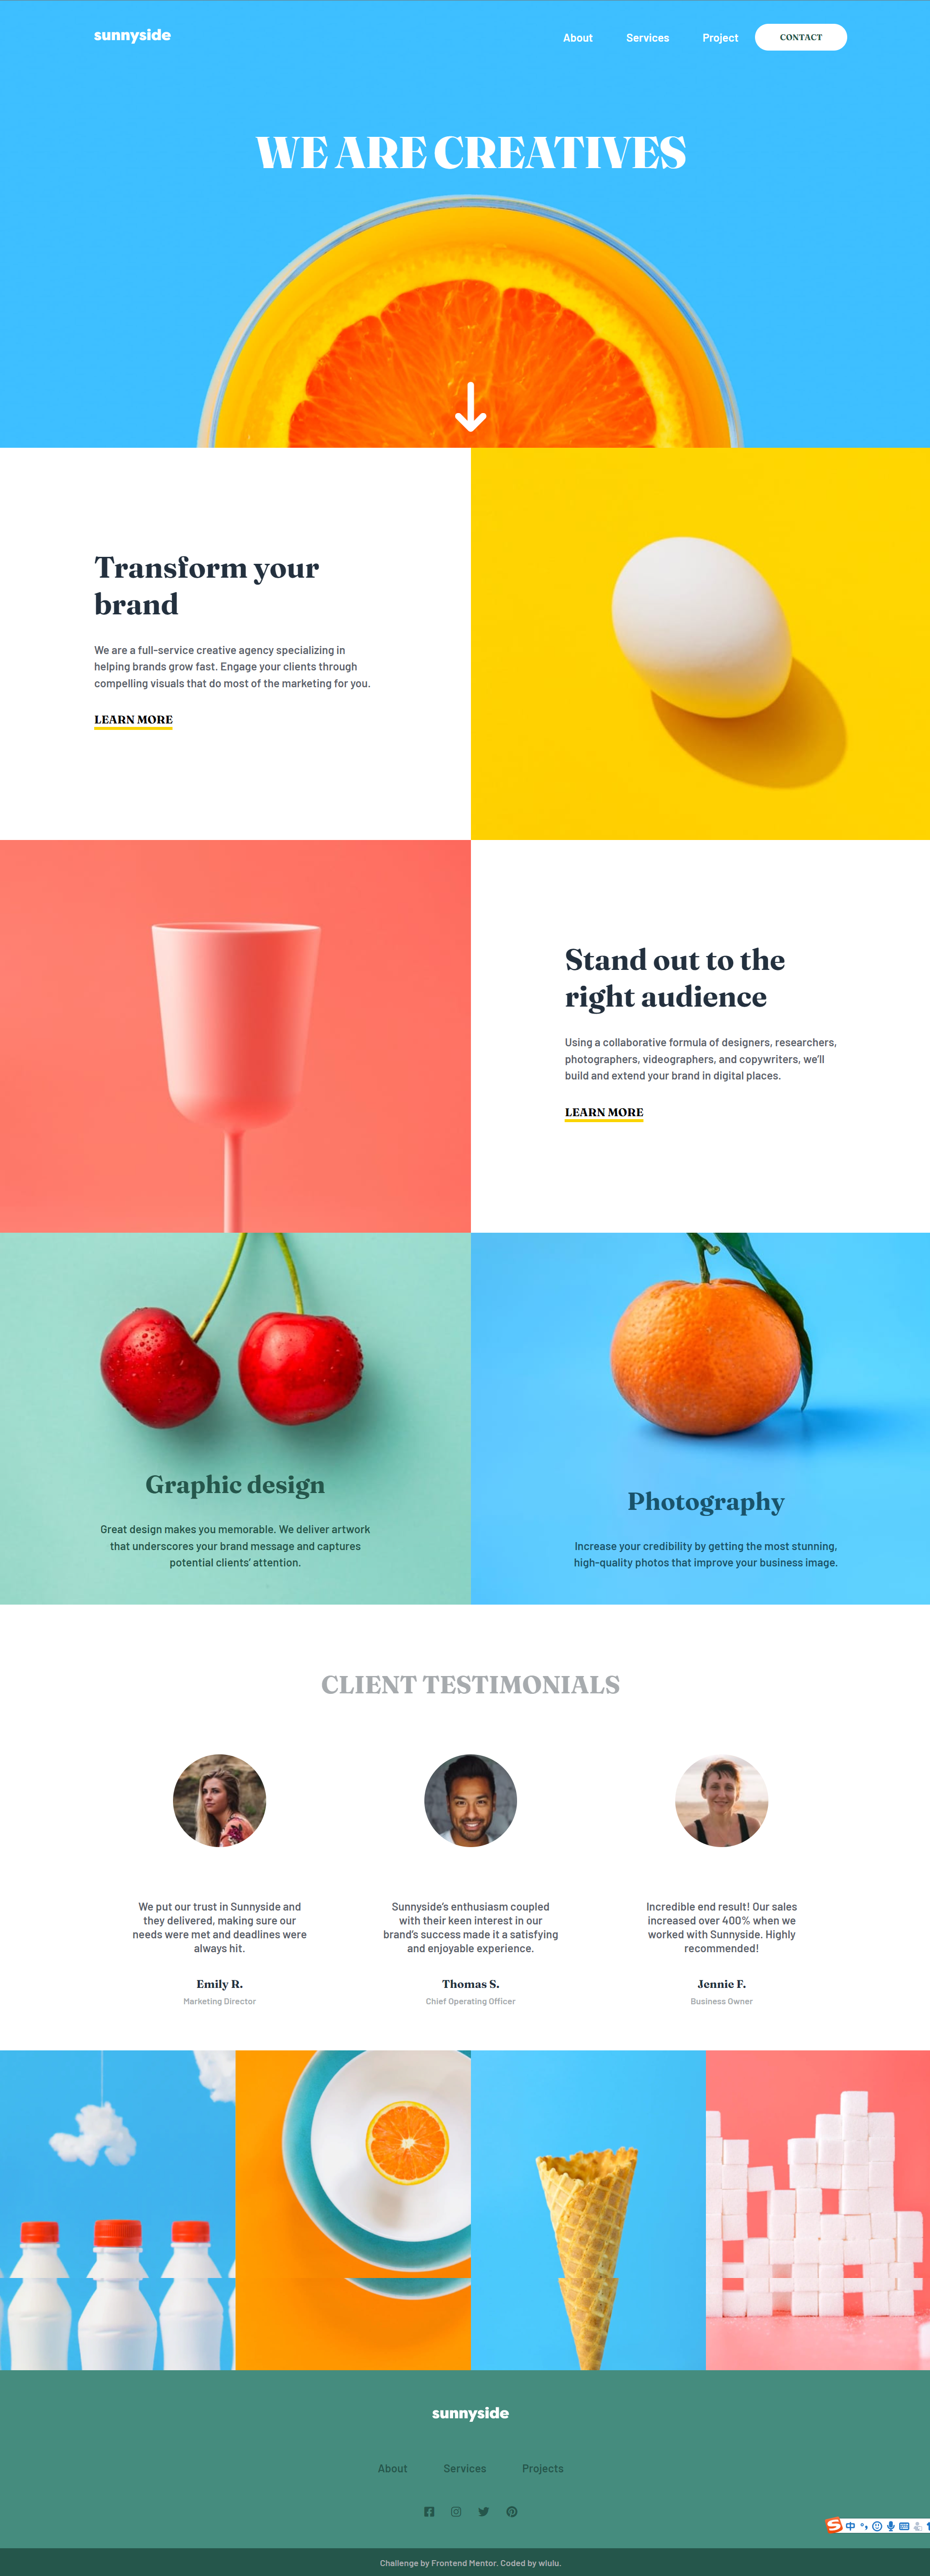 sunnyside
About Services Project CONTACT
WE ARE CREATIVES
Transform your
brand
We are a full-service creative agency specializing in
helping brands grow fast. Engage your clients through
compelling visuals that do most of the marketing for you.
LEARN MORE
Stand out to the
right audience
Using a collaborative formula of designers, researchers,
photographers, videographers, and copywriters, we'll
build and extend your brand in digital places.
LEARN MORE
Graphic design
Great design makes you memorable. We deliver artwork
that underscores your brand message and captures
potential clients' attention.
Photography
Increase your credibility by getting the most stunning,
high-quality photos that improve your business image.
CLIENT TESTIMONIALS
We put our trust in Sunnyside and
they delivered, making sure our
needs were met and deadlines were
always hit.
Emily R.
Marketing Director
Sunnyside's enthusiasm coupled
with their keen interest in our
brand's success made it a satisfying
and enjoyable experience.
Thomas S.
Chief Operating Officer
Incredible end result! Our sales
increased over 400% when we
worked with Sunnyside. Highly
recommended!
Jennie F.
Business Owner
sunnyside
About Services Projects
S 中
Challenge by Frontend Mentor. Coded by wlulu.